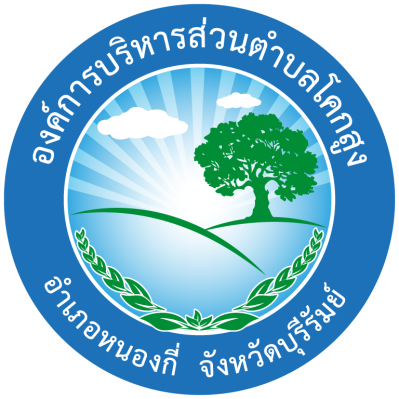 องค์การบริหารส่วนตำบลโคกสูง
อำเภอหนองกี่ จังหวัดบุรีรัมย์